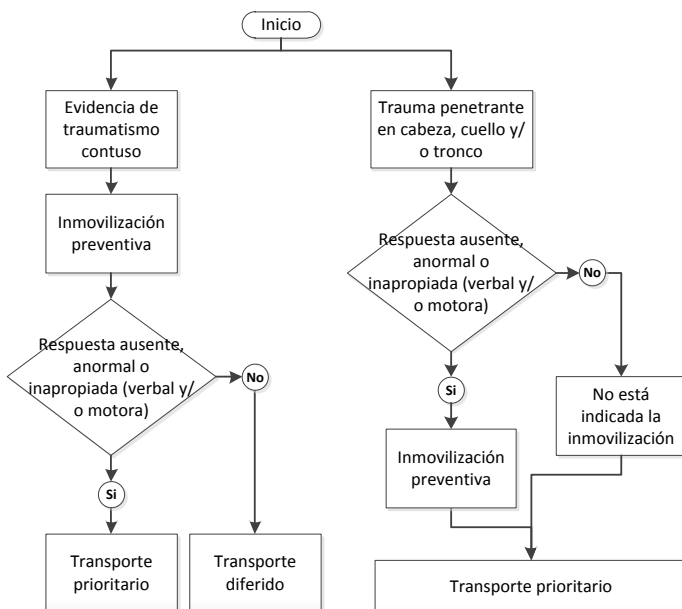 Inicio
Evidencia de
traumatismo
contuso
Inmovilización
preventiva
Respuesta ausente,
anormal o
inapropiada (verbal y/
o motora)
No
Si
Transporte
prioritario
Transporte
diferido
Trauma penetrante
en cabeza, cuello y/
o tronco
Respuesta ausente,
anormal o
inapropiada (verbal y/
o motora)
No
Si
No está
indicada la
inmovilización
Inmovilización
preventiva
Transporte prioritario